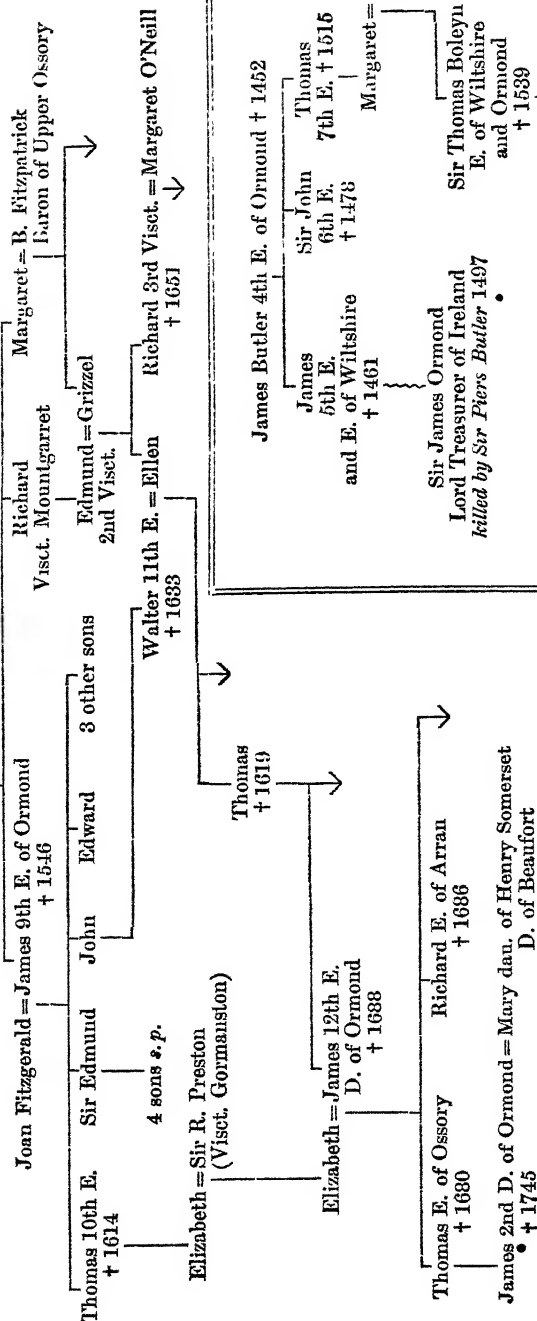 Joan Fitzgerald = James 9th E. of Ormond
† 1546
Richard
Visct. Mountgarret
Margaret = B. Fitzpatrick
Baron of Upper Ossory
Thomas 10th E.
† 1614
Sir Edmund
John
Edward
3 other sons
4 sons s.p.
Edmund = Grizzel
2nd Visct.
Elizabeth = Sir R. Preston
(Visct. Gormanston)
Walter 11th E. = Ellen
† 1633
Richard 3rd Visct. = Margaret O'Neill
† 1651
Thomas
† 1619
Elizabeth = James 12th E.
D. of Ormond
† 1688
Thomas E. of Ossory
† 1680
Richard E. of Arran
† 1686
James 2nd D. of Ormond = Mary dau. of Henry Somerset
† 1745
D. of Beaufort
James Butler 4th E. of Ormond † 1452
James
5th E.
and E. of Wiltshire
† 1461
Sir John
6th E.
† 1478
Thomas
7th E. † 1515
Margaret =
Sir James Ormond
Lord Treasurer of Ireland
killed by Sir Piers Butler 1497
Sir Thomas Boleyn
E. of Wiltshire
and Ormond
† 1539